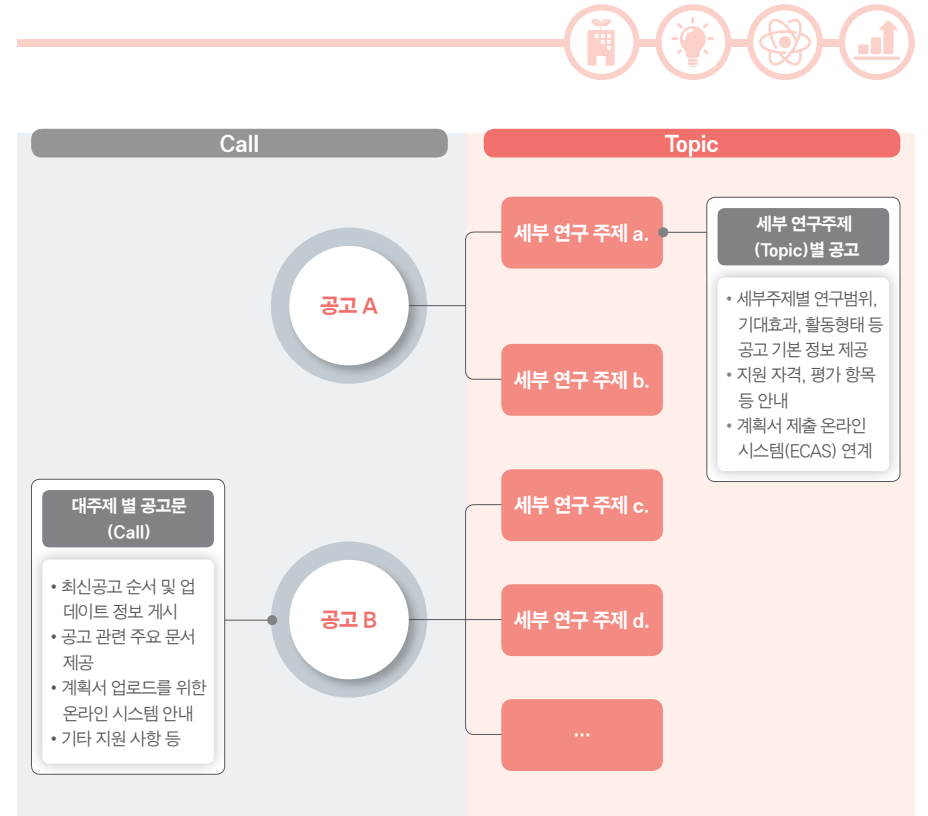 Call
Topic
공고 A
세부 연구 주제 a.
세부 연구 주제 b.
세부 연구주제
(Topic)별 공고
• 세부주제별 연구범위,
기대효과, 활동형태 등
공고 기본 정보 제공
• 지원 자격, 평가 항목
등 안내
• 계획서 제출 온라인
시스템(ECAS) 연계
대주제 별 공고문
(Call)
• 최신공고 순서 및 업
데이트 정보 게시
• 공고 관련 주요 문서
제공
• 계획서 업로드를 위한
온라인 시스템 안내
• 기타 지원 사항 등
공고 B
세부 연구 주제 c.
세부 연구 주제 d.
...